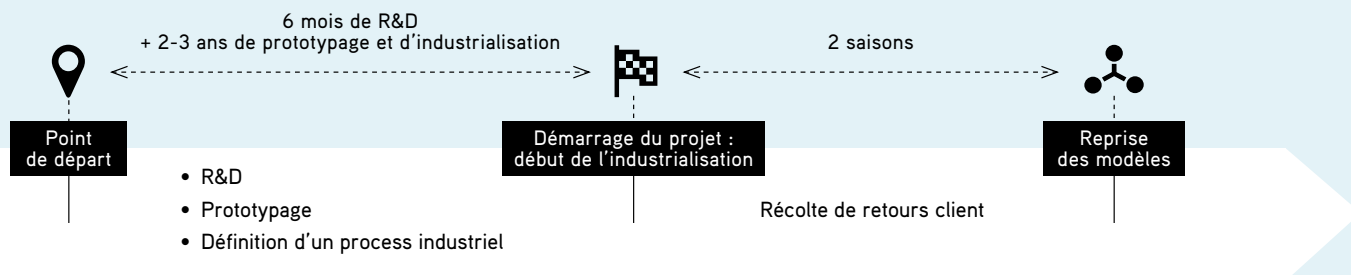 6 mois de R&D
+ 2-3 ans de prototypage et d'industrialisation
2 saisons
Point
de départ
Démarrage du projet :
début de l'industrialisation
Reprise
des modèles
• R&D
• Prototypage
• Définition d'un process industriel
Récolte de retours client